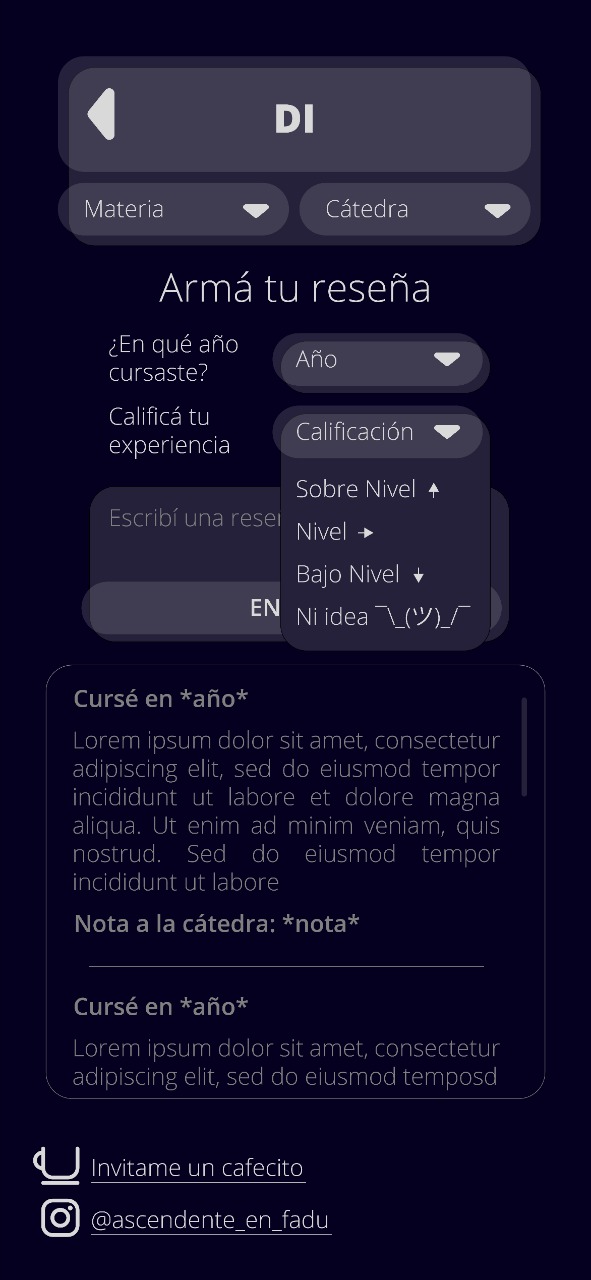 DI
Materia
Cátedra
Armá tu reseña
¿En qué año
cursaste?
Año
Calificá tu
experiencia
Calificación
Sobre Nivel
Nivel
Bajo Nivel
Ni idea ¯\_(ツ)_/¯
Escribí una
Cursé en *año*
Lorem ipsum dolor sit amet, consectetur
adipiscing elit, sed do eiusmod tempor
incididunt ut labore et dolore magna
aliqua. Ut enim ad minim veniam, quis
nostrud. Sed do eiusmod tempor
incididunt ut labore
Nota a la cátedra: *nota*
Cursé en *año*
Lorem ipsum dolor sit amet, consectetur
adipiscing elit, sed do eiusmod temposd
Invitame un cafecito
@ascendente_en_fadu